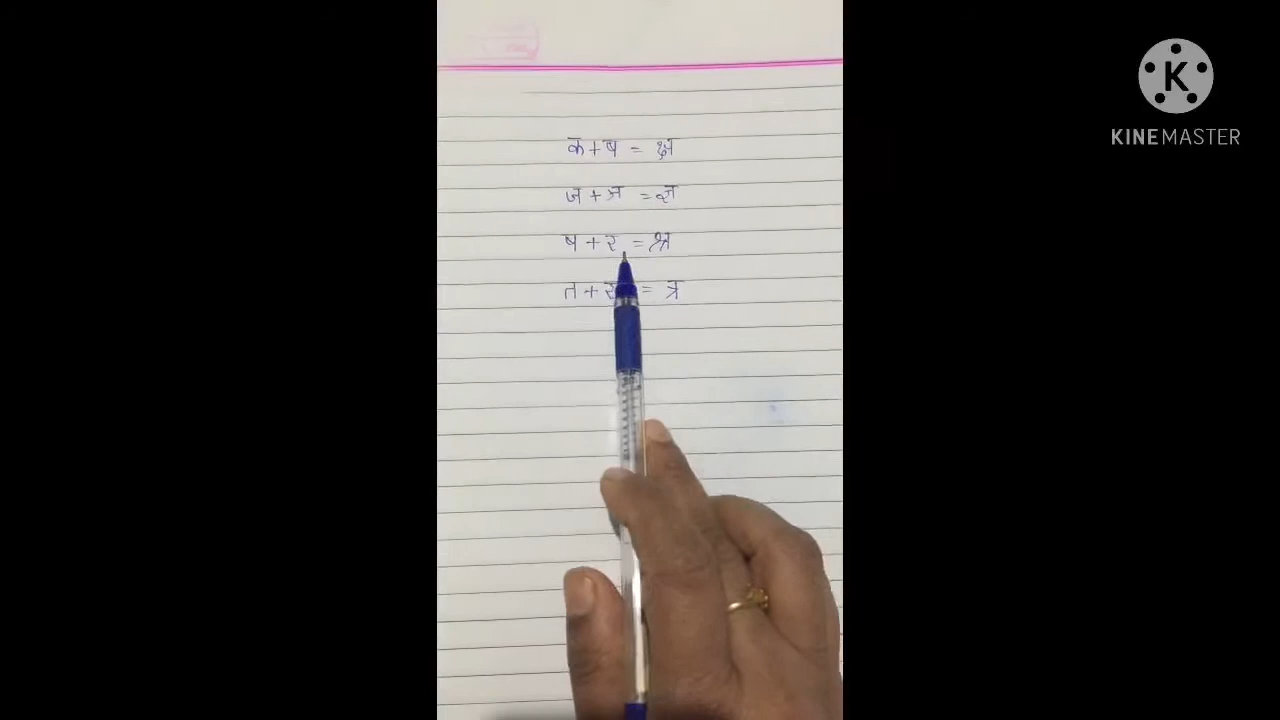 क + ष = क्ष
ज + ञ = ज्ञ
ष + र = श्र
त + र = त्र
K
KINEMASTER